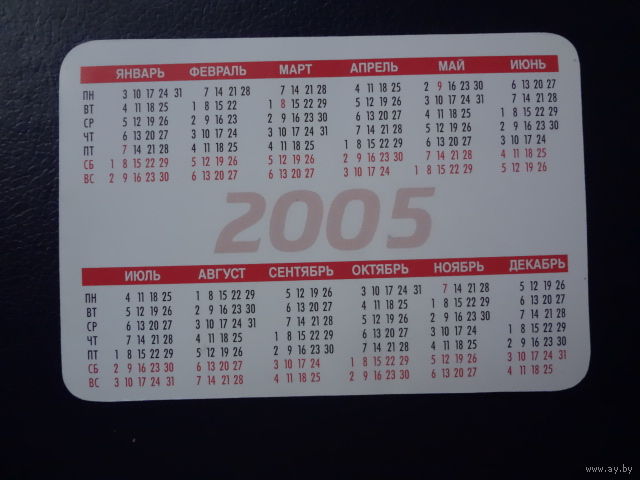 ЯНВАРЬ ФЕВРАЛЬ МАРТ АПРЕЛЬ МАЙ ИЮНЬ
ПН 3 10 17 24 31 7 14 21 28 7 14 21 28 4 11 18 25 2 9 16 23 30 6 13 20 27
ВТ 4 11 18 25 1 8 15 22 1 8 15 22 29 5 12 19 26 3 10 17 24 31 7 14 21 28
СР 5 12 19 26 2 9 16 23 2 9 16 23 30 6 13 20 27 4 11 18 25 1 8 15 22 29
ЧТ 6 13 20 27 3 10 17 24 3 10 17 24 31 7 14 21 28 5 12 19 26 2 9 16 23 30
ПТ 7 14 21 28 4 11 18 25 4 11 18 25 1 8 15 22 29 6 13 20 27 3 10 17 24
СБ 1 8 15 22 29 5 12 19 26 5 12 19 26 2 9 16 23 30 7 14 21 28 4 11 18 25
ВС 2 9 16 23 30 6 13 20 27 6 13 20 27 3 10 17 24 1 8 15 22 29 5 12 19 26
2005
ИЮЛЬ АВГУСТ СЕНТЯБРЬ ОКТЯБРЬ НОЯБРЬ ДЕКАБРЬ
ПН 4 11 18 25 1 8 15 22 29 5 12 19 26 3 10 17 24 31 7 14 21 28 5 12 19 26
ВТ 5 12 19 26 2 9 16 23 30 6 13 20 27 4 11 18 25 1 8 15 22 29 6 13 20 27
СР 6 13 20 27 3 10 17 24 31 7 14 21 28 5 12 19 26 2 9 16 23 30 7 14 21 28
ЧТ 7 14 21 28 4 11 18 25 1 8 15 22 29 6 13 20 27 3 10 17 24 1 8 15 22 29
ПТ 1 8 15 22 29 5 12 19 26 2 9 16 23 30 7 14 21 28 4 11 18 25 2 9 16 23 30
СБ 2 9 16 23 30 6 13 20 27 3 10 17 24 1 8 15 22 29 5 12 19 26 3 10 17 24 31
ВС 3 10 17 24 31 7 14 21 28 4 11 18 25 2 9 16 23 30 6 13 20 27 4 11 18 25
www.ay.by